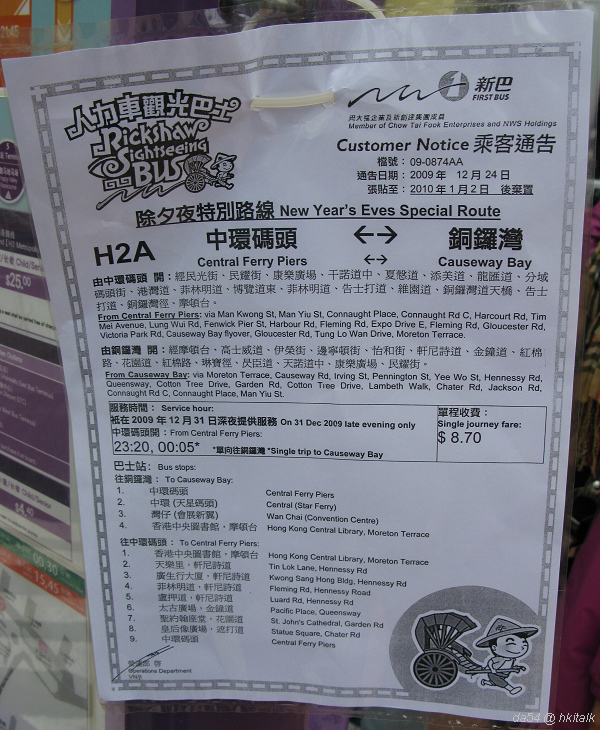 人力車觀光巴士
Rickshaw
Sightseeing
BUS
新巴
FIRST BUS
周大福企業及新創建集團成員
Member of Chow Tai Fook Enterprises and NWS Holdings
Customer Notice 乘客通告
檔號： 09-0874AA
通告日期： 2009 年 12 月 24 日
張貼至： 2010 年 1 月 2 日 後棄置
除夕夜特別路線 New Year's Eves Special Route
H2A 中環碼頭 <-> 銅鑼灣
Central Ferry Piers <-> Causeway Bay
由中環碼頭 開：經民光街、民耀街、康樂廣場、干諾道中、夏慤道、添美道、龍匯道、分域
碼頭街、港灣道、菲林明道、博覽道東、菲林明道、告士打道、維園道、銅鑼灣道天橋、告士
打道、銅鑼灣徑、摩頓台。
From Central Ferry Piers: via Man Kwong St, Man Yiu St, Connaught Place, Connaught Rd C, Harcourt Rd, Tim
Mei Avenue, Lung Wui Rd, Fenwick Pier St, Harbour Rd, Fleming Rd, Expo Drive E, Fleming Rd, Gloucester Rd,
Victoria Park Rd, Causeway Bay flyover, Gloucester Rd, Tung Lo Wan Drive, Moreton Terrace.
由銅鑼灣 開：經摩頓台、高士威道、伊榮街、邊寧頓街、怡和街、軒尼詩道、金鐘道、紅棉
路、花園道、紅棉路、琳寶徑、炅臣道、天諾道中、康樂廣場、民耀街。
From Causeway Bay: via Moreton Terrace, Causeway Rd, Irving St, Pennington St, Yee Wo St, Hennessy Rd,
Queensway, Cotton Tree Drive, Garden Rd, Cotton Tree Drive, Lambeth Walk, Chater Rd, Jackson Rd,
Connaught Rd C, Connaught Place, Man Yiu St.
服務時間： Service hour: 單程收費：
衹在 2009 年 12 月 31 日深夜提供服務 On 31 Dec 2009 late evening only Single journey fare:
中環碼頭開：From Central Ferry Piers: $ 8.70
23:20, 00:05* *單向往銅鑼灣 *Single trip to Causeway Bay
巴士站： Bus stops:
往銅鑼灣： To Causeway Bay:
1. 中環碼頭 Central Ferry Piers
2. 中環 (天星碼頭) Central (Star Ferry)
3. 灣仔 (會展新翼) Wan Chai (Convention Centre)
4. 香港中央圖書館，摩頓台 Hong Kong Central Library, Moreton Terrace
往中環碼頭： To Central Ferry Piers:
1. 香港中央圖書館，摩頓台 Hong Kong Central Library, Moreton Terrace
2. 天樂里，軒尼詩道 Tin Lok Lane, Hennessy Rd
3. 廣生行大廈，軒尼詩道 Kwong Sang Hong Bldg, Hennessy Rd
4. 菲林明道，軒尼詩道 Fleming Rd, Hennessy Road
5. 盧押道，軒尼詩道 Luard Rd, Hennessy Rd
6. 太古廣場，金鐘道 Pacific Place, Queensway
7. 聖約翰座堂，花園道 St. John's Cathedral, Garden Rd
8. 皇后像廣場，遮打道 Statue Square, Chater Rd
9. 中環碼頭 Central Ferry Piers
營運部 啓
Operations Department
$25.00
$4.40
00.30
15.45
21:45
da54 @ hkitalk